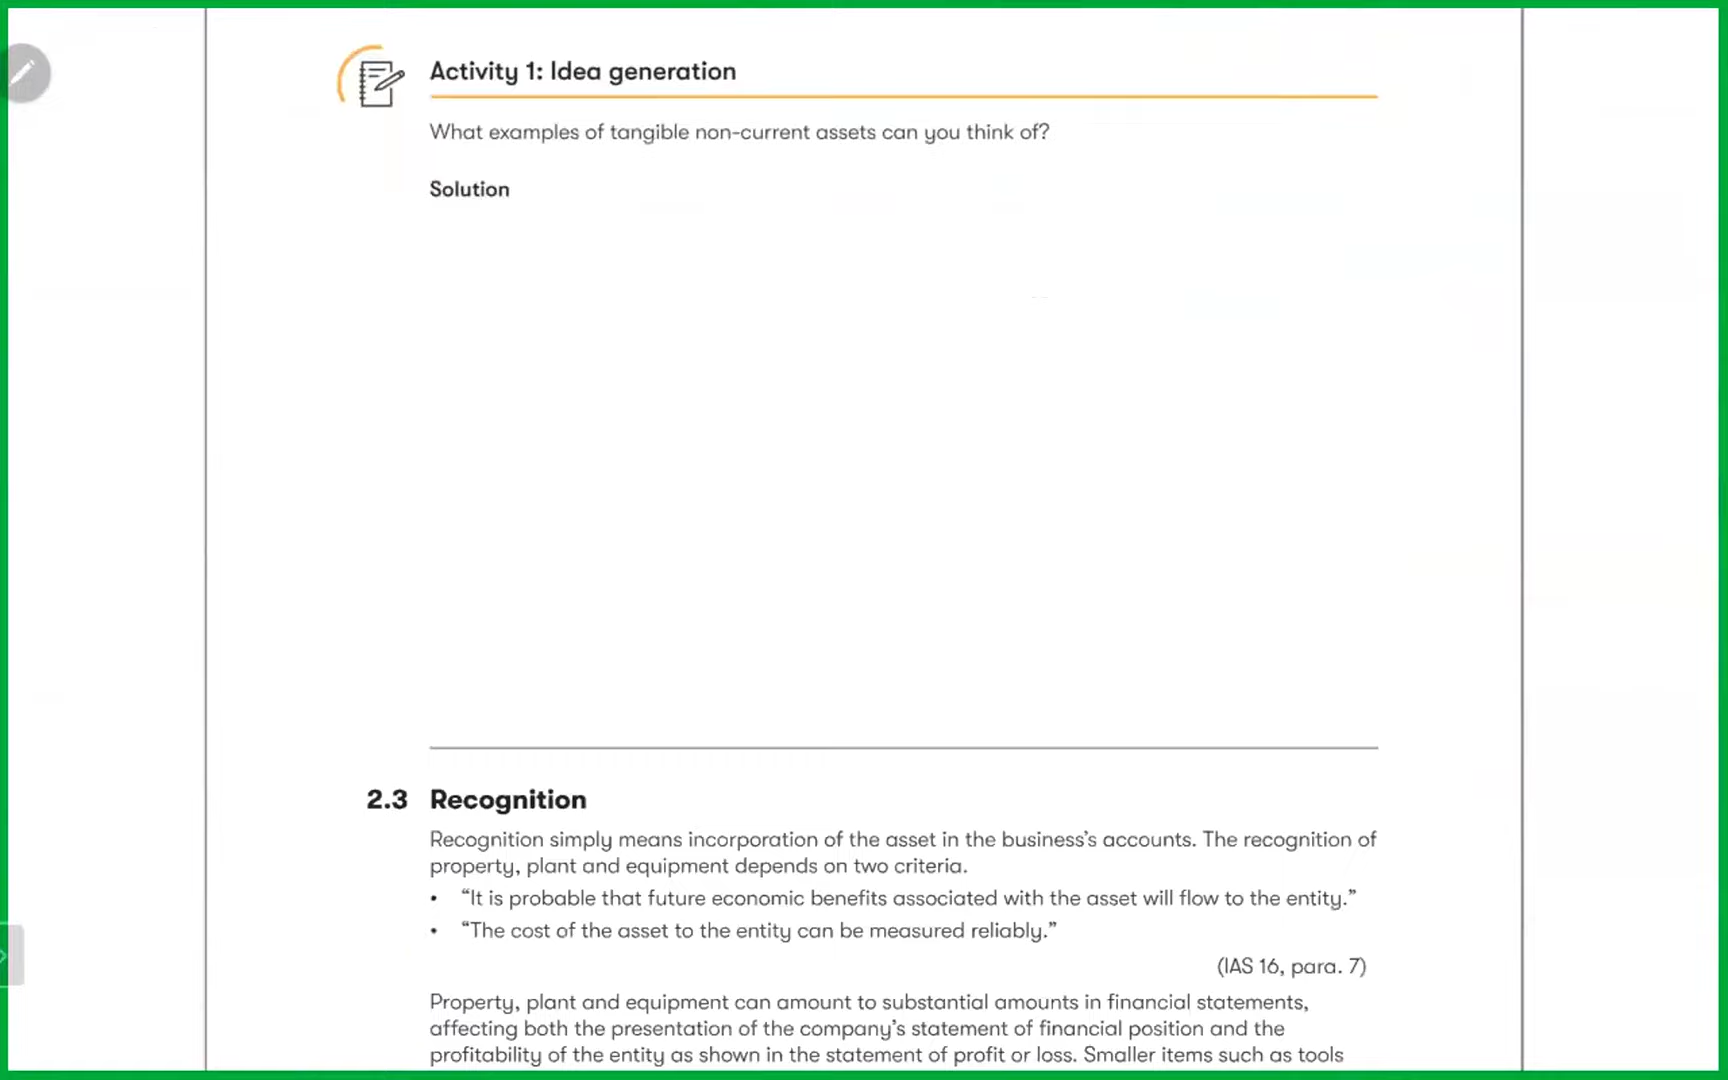 Activity 1: Idea generation
What examples of tangible non-current assets can you think of?
Solution
2.3 Recognition
Recognition simply means incorporation of the asset in the business's accounts. The recognition of
property, plant and equipment depends on two criteria.
• “It is probable that future economic benefits associated with the asset will flow to the entity.”
• “The cost of the asset to the entity can be measured reliably.”
(IAS 16, para. 7)
Property, plant and equipment can amount to substantial amounts in financial statements,
affecting both the presentation of the company's statement of financial position and the
profitability of the entity as shown in the statement of profit or loss. Smaller items such as tools